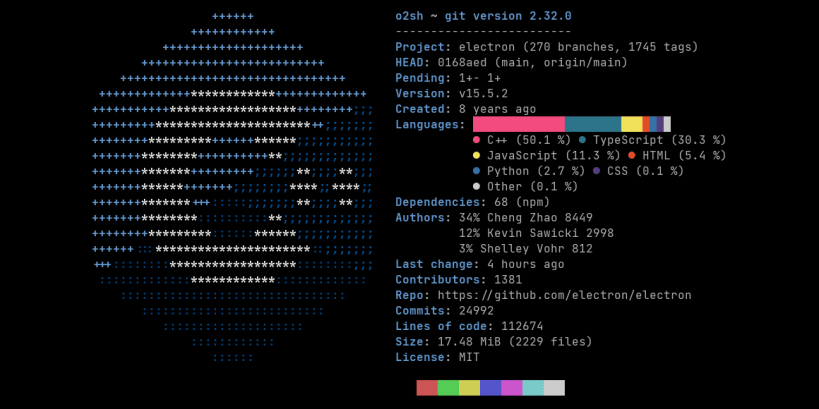 o2sh ~ git version 2.32.0
-------------------------
Project: electron (270 branches, 1745 tags)
HEAD: 0168aed (main, origin/main)
Pending: 1+- 1+
Version: v15.5.2
Created: 8 years ago
Languages:
● C++ (50.1 %) ● TypeScript (30.3 %)
● JavaScript (11.3 %) ● HTML (5.4 %)
● Python (2.7 %) ● CSS (0.1 %)
● Other (0.1 %)
Dependencies: 68 (npm)
Authors: 34% Cheng Zhao 8449
12% Kevin Sawicki 2998
3% Shelley Vohr 812
Last change: 4 hours ago
Contributors: 1381
Repo: https://github.com/electron/electron
Commits: 24992
Lines of code: 112674
Size: 17.48 MiB (2229 files)
License: MIT